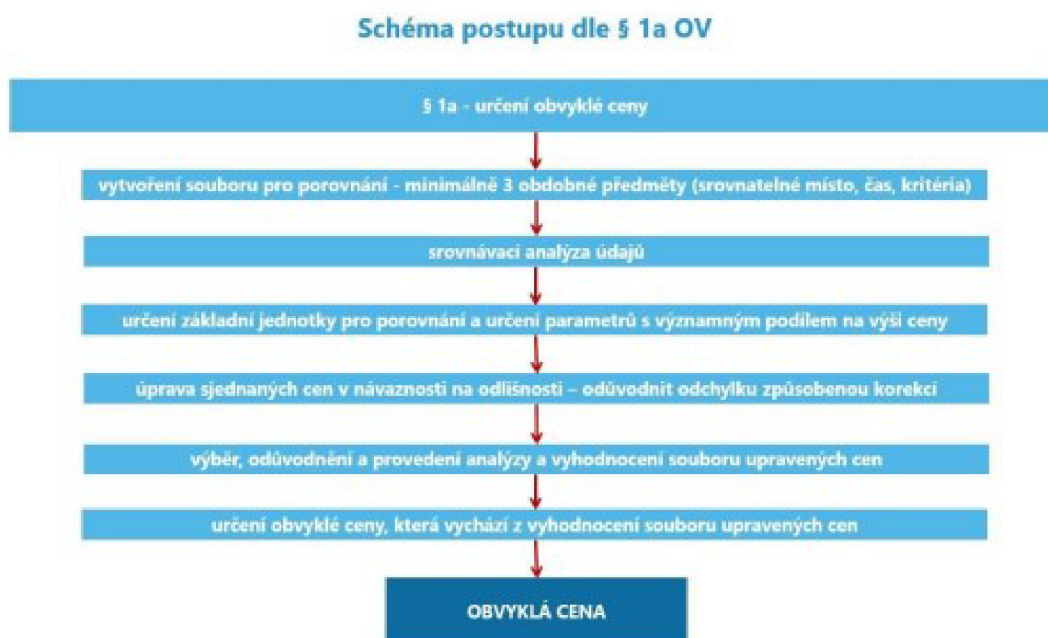 Schéma postupu dle § 1a OV
§ 1a - určení obvyklé ceny
vytvoření souboru pro porovnání - minimálně 3 obdobné předměty (srovnatelné místo, čas, kritéria)
srovnávací analýza údajů
určení základní jednotky pro porovnání a určení parametrů s významným podílem na výši ceny
úprava sjednaných cen v návaznosti na odlišnosti – odůvodnit odchylku způsobenou korekcí
výběr, odůvodnění a provedení analýzy a vyhodnocení souboru upravených cen
určení obvyklé ceny, která vychází z vyhodnocení souboru upravených cen
OBVYKLÁ CENA